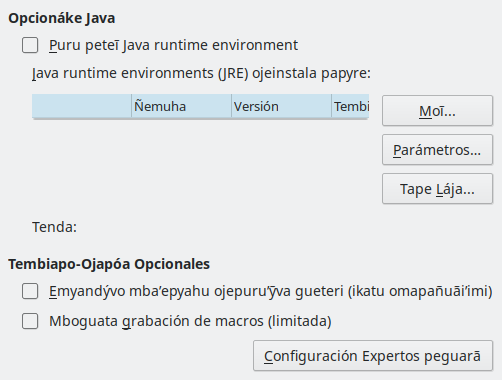 Opcionáke Java
Puru peteĩ Java runtime environment
Java runtime environments (JRE) ojeinstala papyre:
Ñemuha Versión Tembi
Moĩ...
Parámetros...
Tape Lája...
Tenda:
Tembiapo-Ojapóa Opcionales
Emyandývo mba’epyahu ojepuru’ỹva gueteri (ikatu omapañuãi’imi)
Mboguata grabación de macros (limitada)
Configuración Expertos peguarã